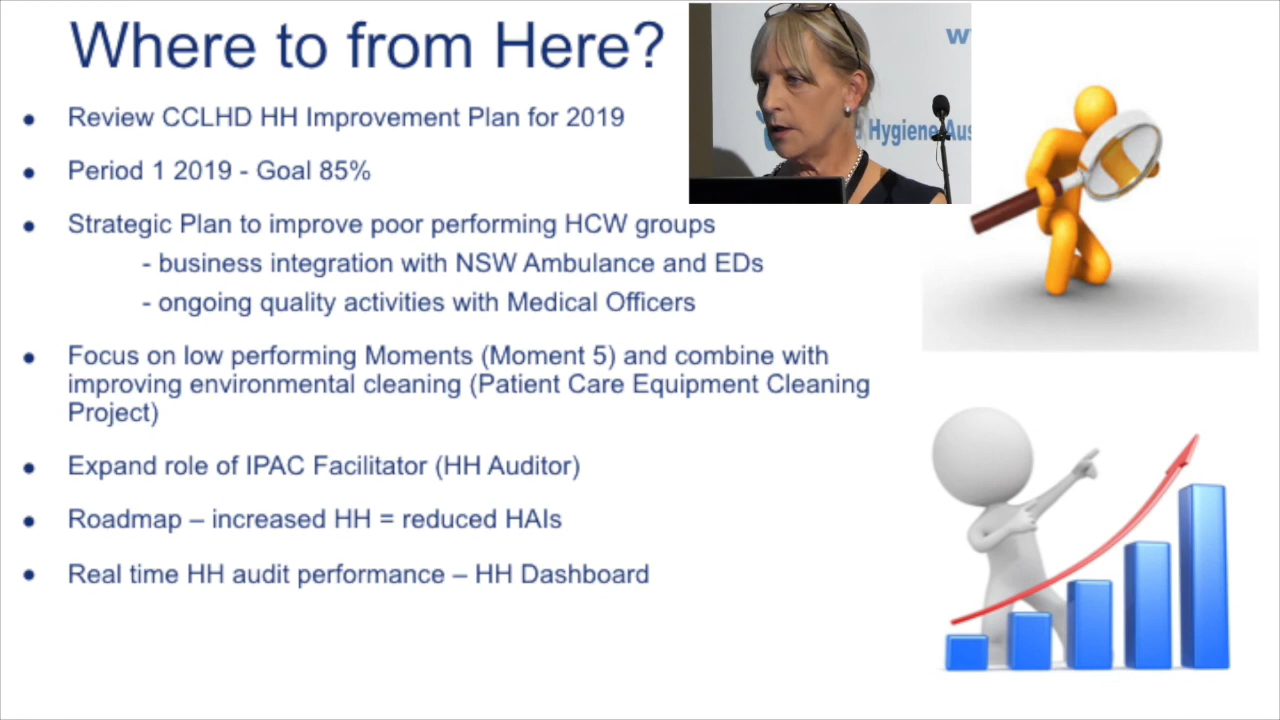 Where to from Here?
• Review CCLHD HH Improvement Plan for 2019
• Period 1 2019 - Goal 85%
• Strategic Plan to improve poor performing HCW groups
- business integration with NSW Ambulance and EDs
- ongoing quality activities with Medical Officers
• Focus on low performing Moments (Moment 5) and combine with
improving environmental cleaning (Patient Care Equipment Cleaning
Project)
• Expand role of IPAC Facilitator (HH Auditor)
• Roadmap – increased HH = reduced HAIs
• Real time HH audit performance – HH Dashboard
Hygiene